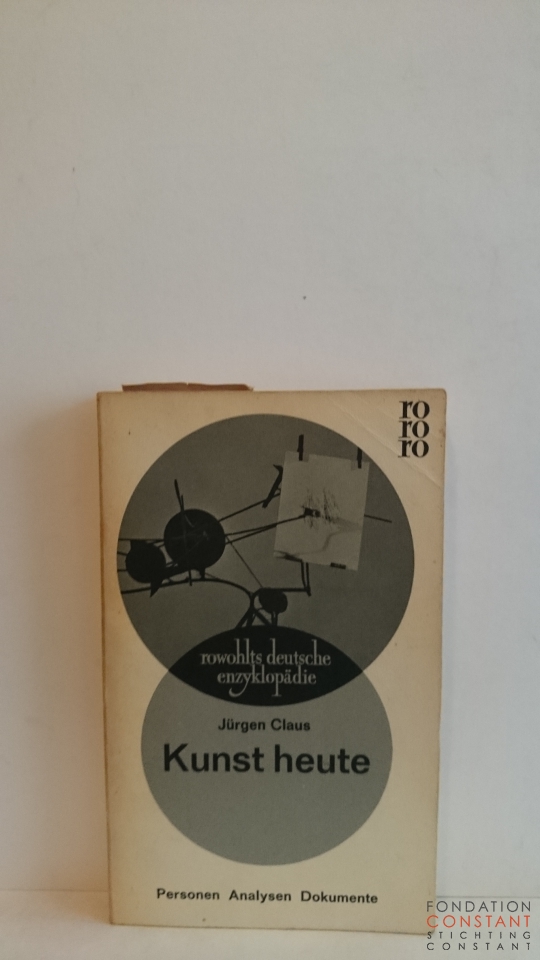 ro
ro
ro
rowohlts deutsche
enzyklopädie
Jürgen Claus
Kunst heute
Personen Analysen Dokumente
FONDATION
CONSTANT
STICHTING
CONSTANT